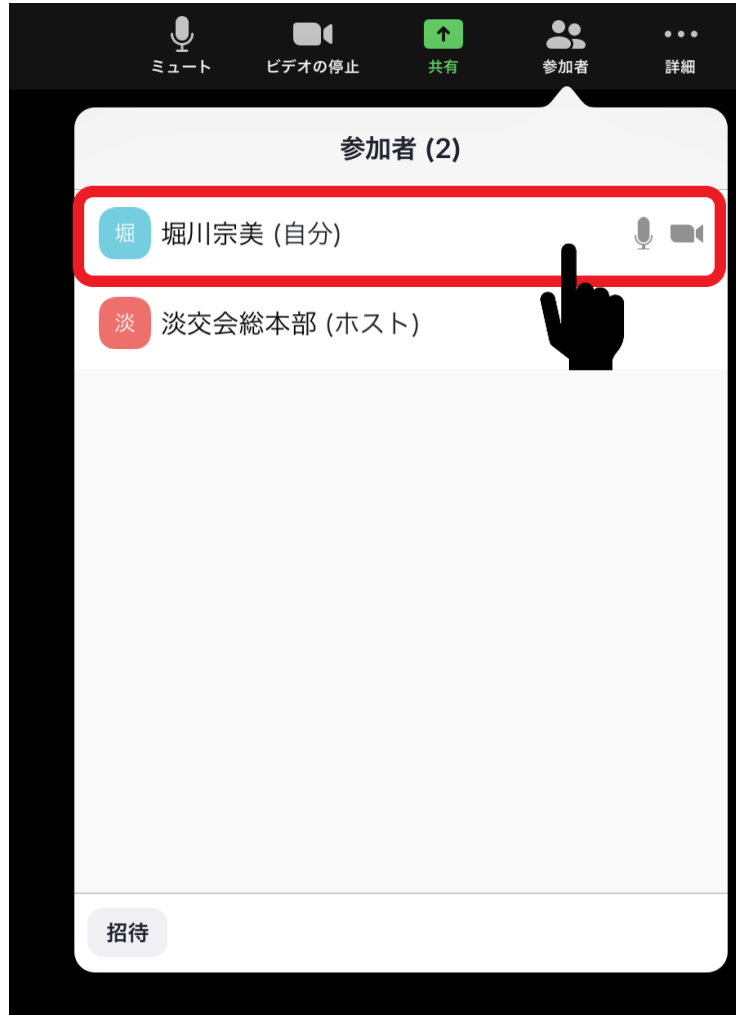 ミュート ビデオの停止 共有 参加者 詳細
参加者 (2)
堀 堀川宗美 (自分)
淡 淡交会総本部 (ホスト)
招待